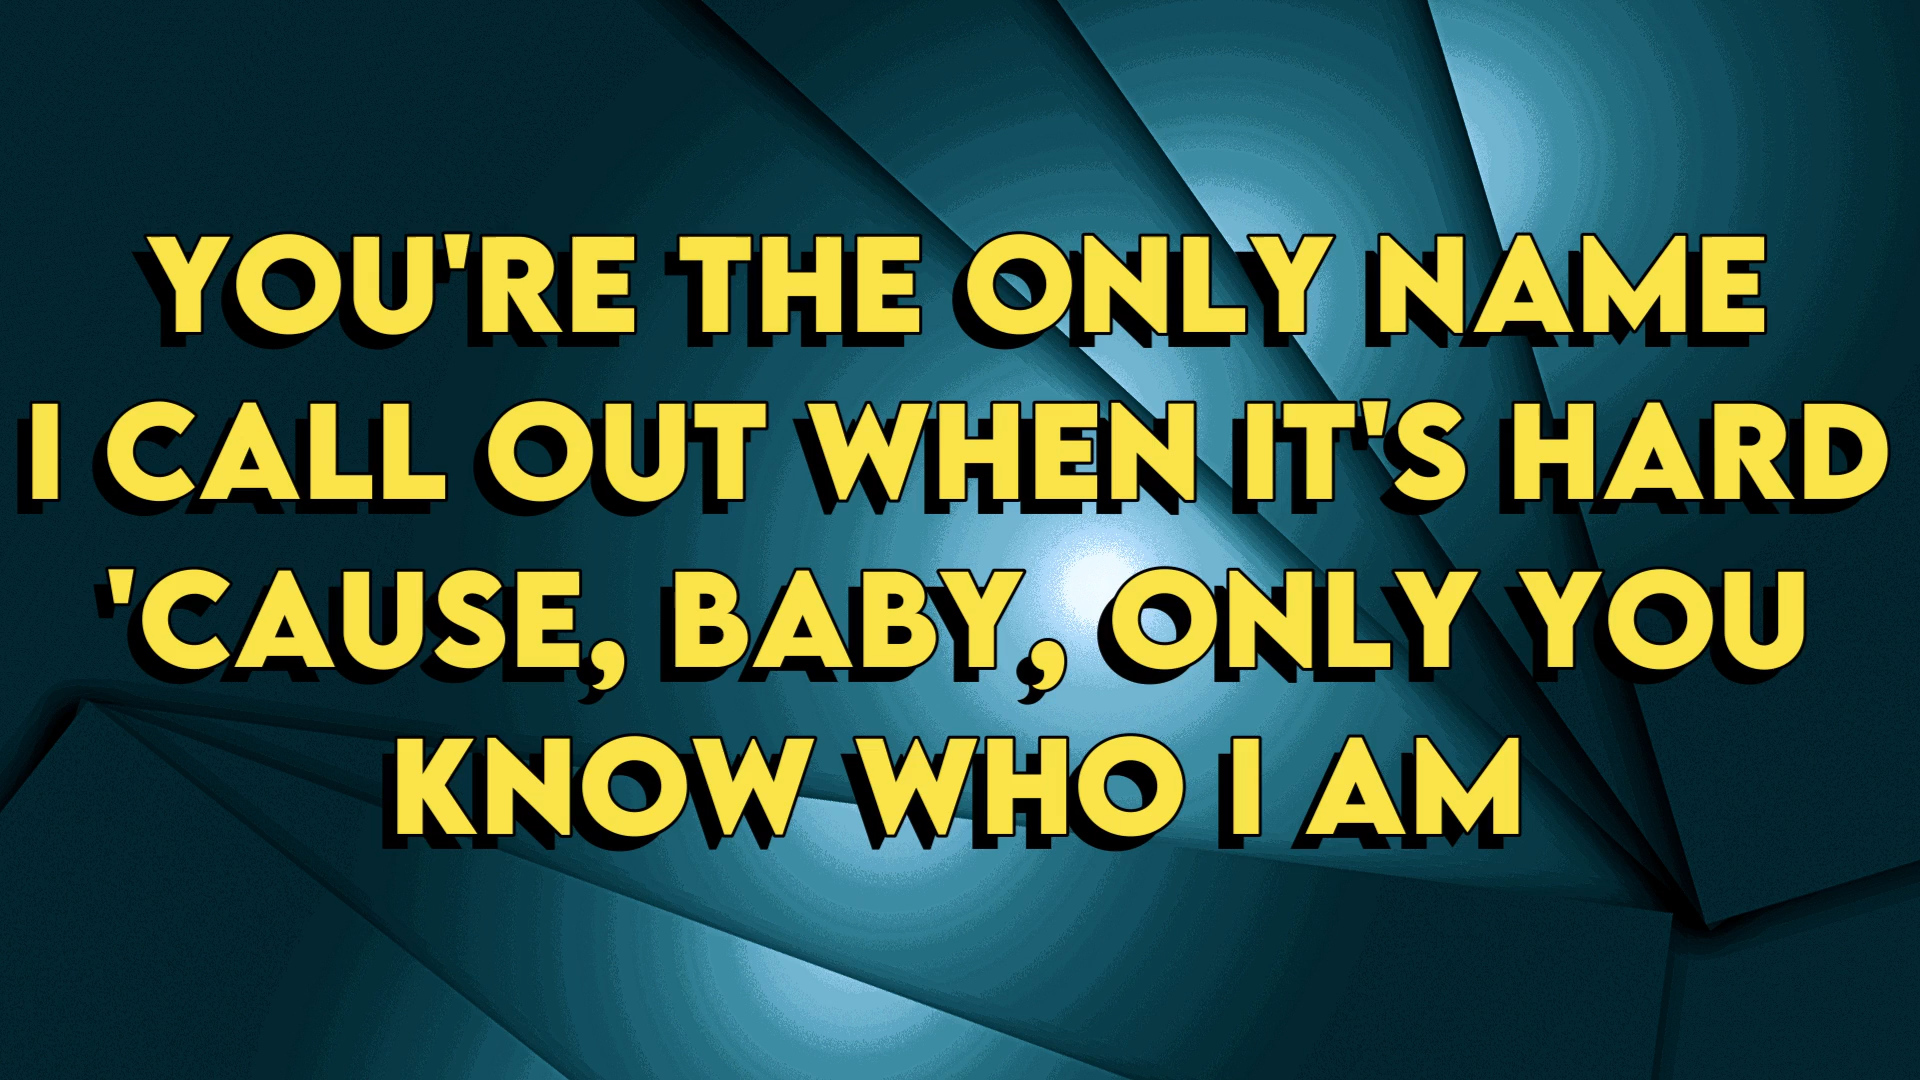 YOU'RE THE ONLY NAME
I CALL OUT WHEN IT'S HARD
'CAUSE, BABY, ONLY YOU
KNOW WHO I AM